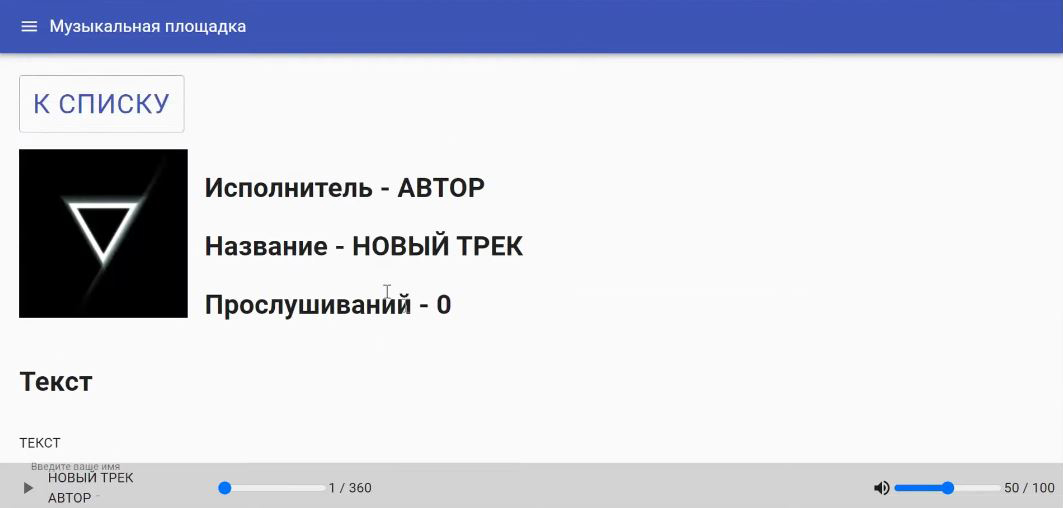 Музыкальная площадка
К СПИСКУ
Исполнитель - АВТОР
Название - НОВЫЙ ТРЕК
Прослушиваний - 0
Текст
ТЕКСТ
Введите ваше имя
НОВЫЙ ТРЕК
АВТОР
1 / 360
50 / 100